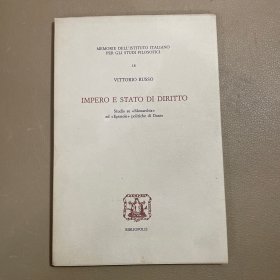 MEMORIE DELL'ISTITUTO ITALIANO
PER GLI STUDI FILOSOFICI
18
VITTORIO RUSSO
IMPERO E STATO DI DIRITTO
Studio su «Monarchia»
ed «Epistole» politiche di Dante
BIBLIOPOLIS